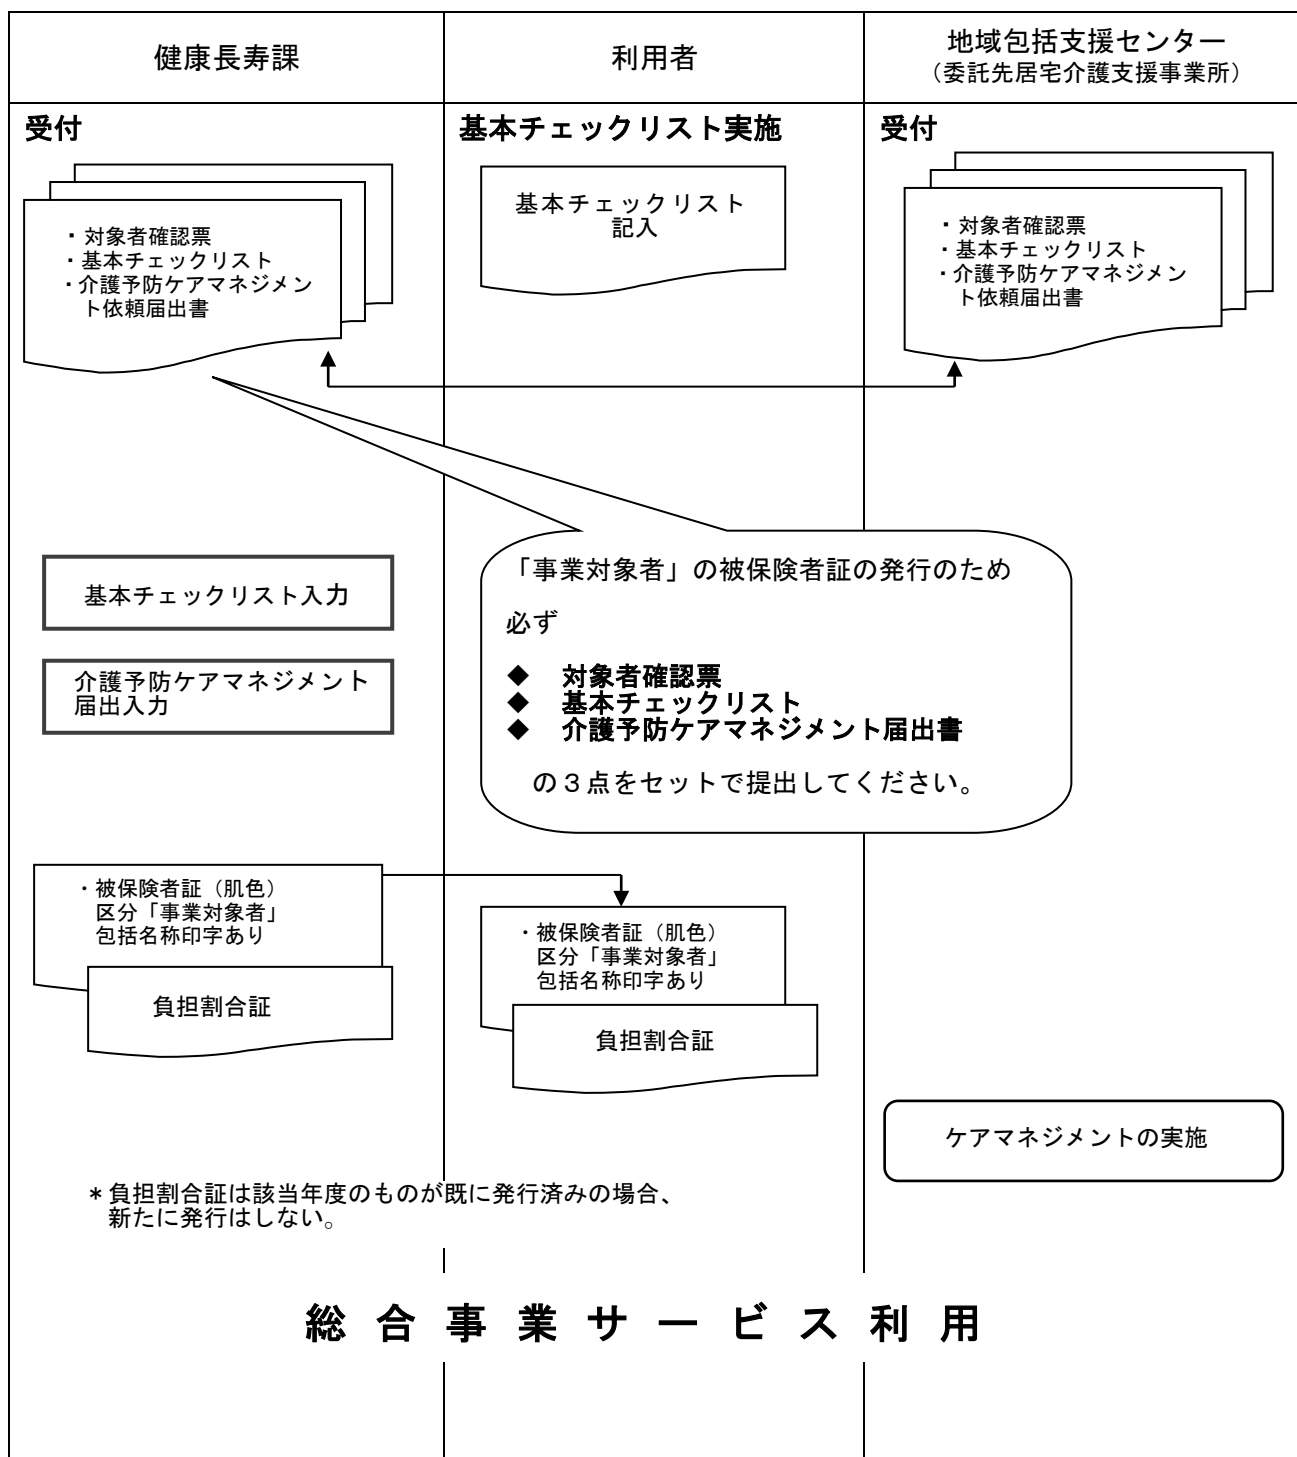 健康長寿課
利用者
地域包括支援センター
（委託先居宅介護支援事業所）
受付
・対象者確認票
・基本チェックリスト
・介護予防ケアマネジメン
ト依頼届出書
基本チェックリスト実施
基本チェックリスト
記入
受付
・対象者確認票
・基本チェックリスト
・介護予防ケアマネジメン
ト依頼届出書
基本チェックリスト入力
介護予防ケアマネジメント
届出入力
「事業対象者」の被保険者証の発行のため
必ず
◆ 対象者確認票
◆ 基本チェックリスト
◆ 介護予防ケアマネジメント届出書
の３点をセットで提出してください。
・被保険者証（肌色）
区分「事業対象者」
包括名称印字あり
負担割合証
・被保険者証（肌色）
区分「事業対象者」
包括名称印字あり
負担割合証
ケアマネジメントの実施
＊負担割合証は該当年度のものが既に発行済みの場合、
新たに発行はしない。
総合事業サービス利用